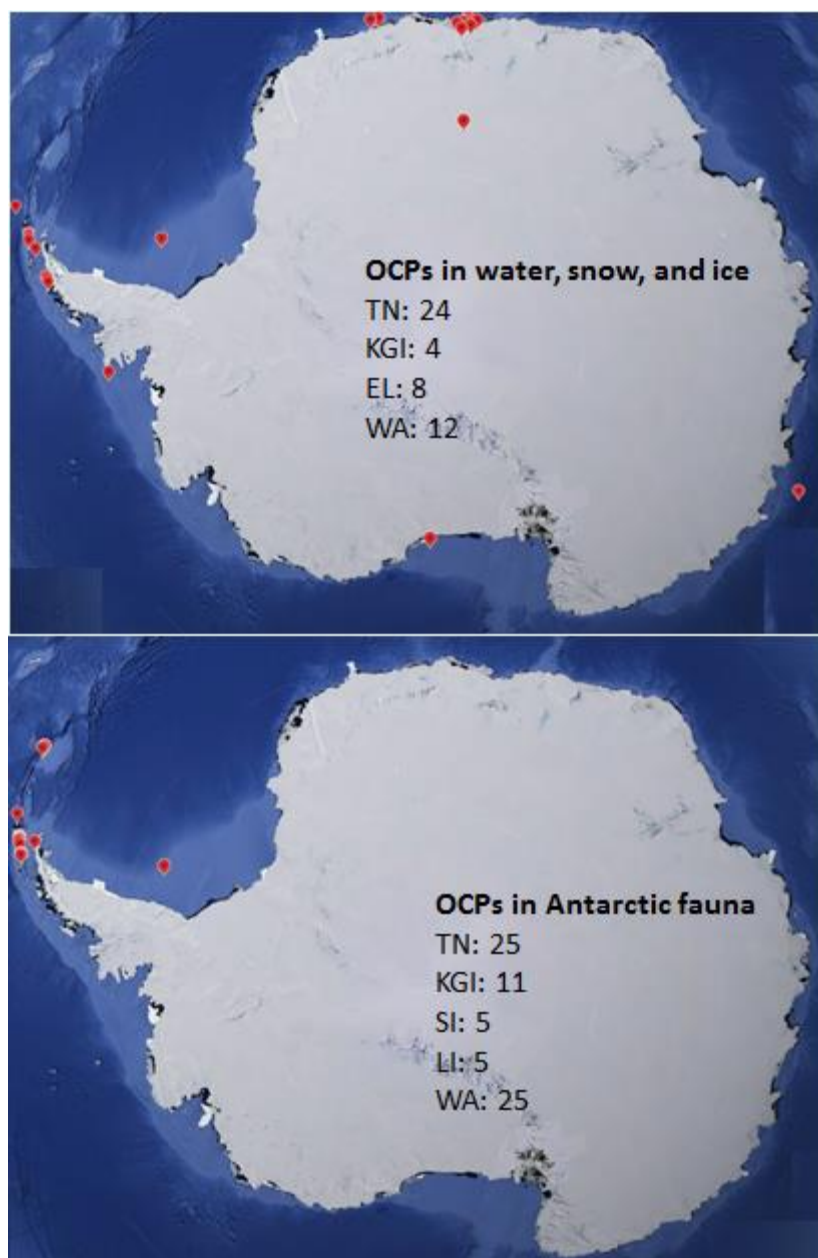 OCPs in water, snow, and ice
TN: 24
KGI: 4
EL: 8
WA: 12
OCPs in Antarctic fauna
TN: 25
KGI: 11
SI: 5
LI: 5
WA: 25